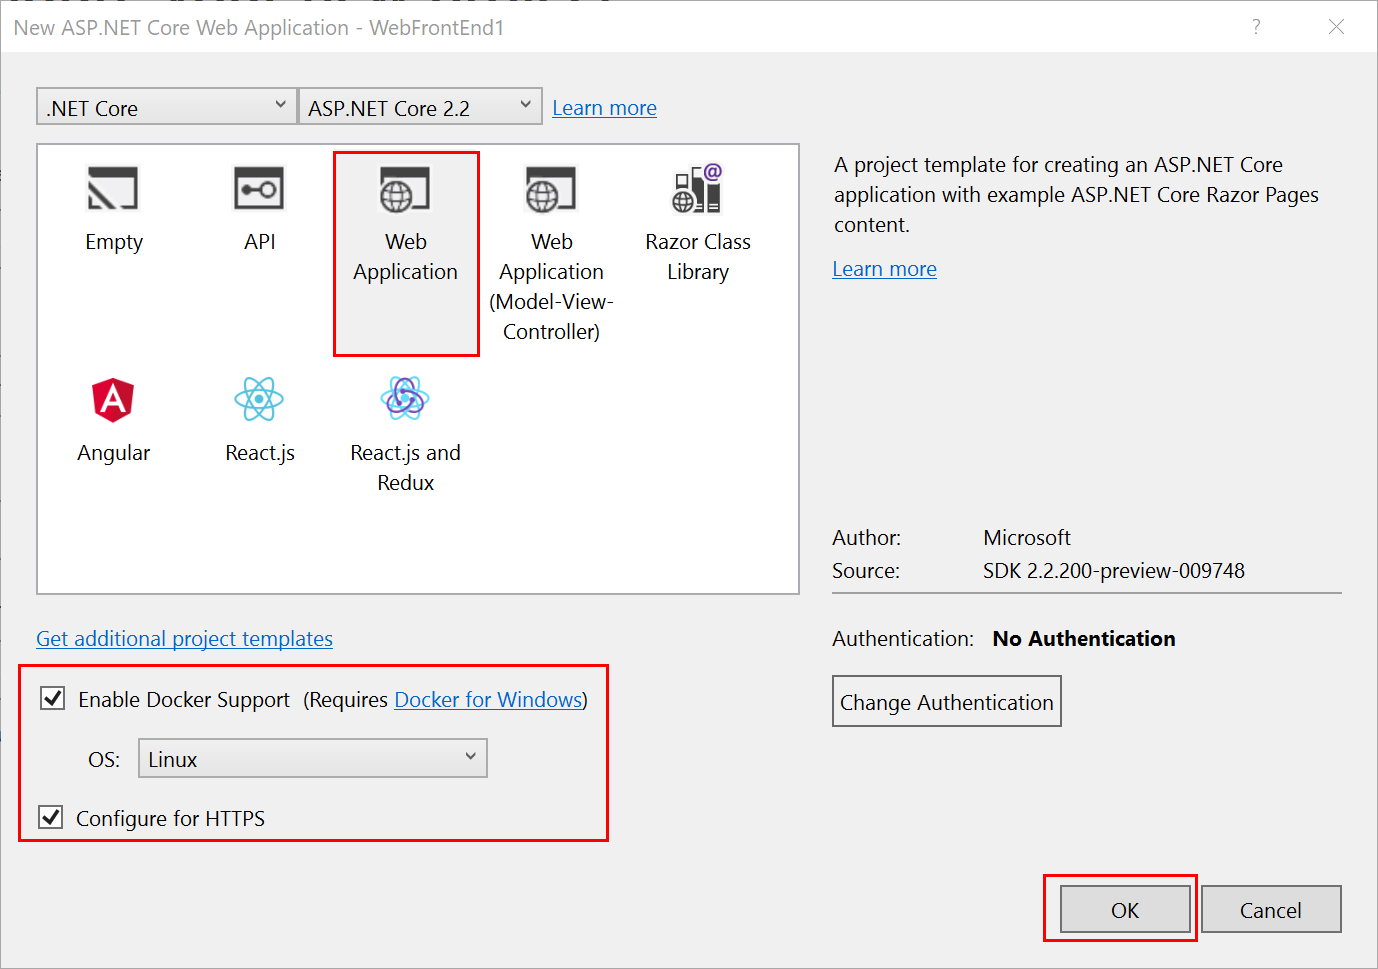 New ASP.NET Core Web Application - WebFrontEnd1
?
.NET Core
ASP.NET Core 2.2
Learn more
Empty
API
Web
Application
Web
Application
(Model-View-
Controller)
@
Razor Class
Library
A
Angular
React.js
React.js and
Redux
A project template for creating an ASP.NET Core
application with example ASP.NET Core Razor Pages
content.
Learn more
Author: Microsoft
Source: SDK 2.2.200-preview-009748
Get additional project templates
Authentication: No Authentication
Change Authentication
Enable Docker Support (Requires Docker for Windows)
OS: Linux
Configure for HTTPS
OK
Cancel